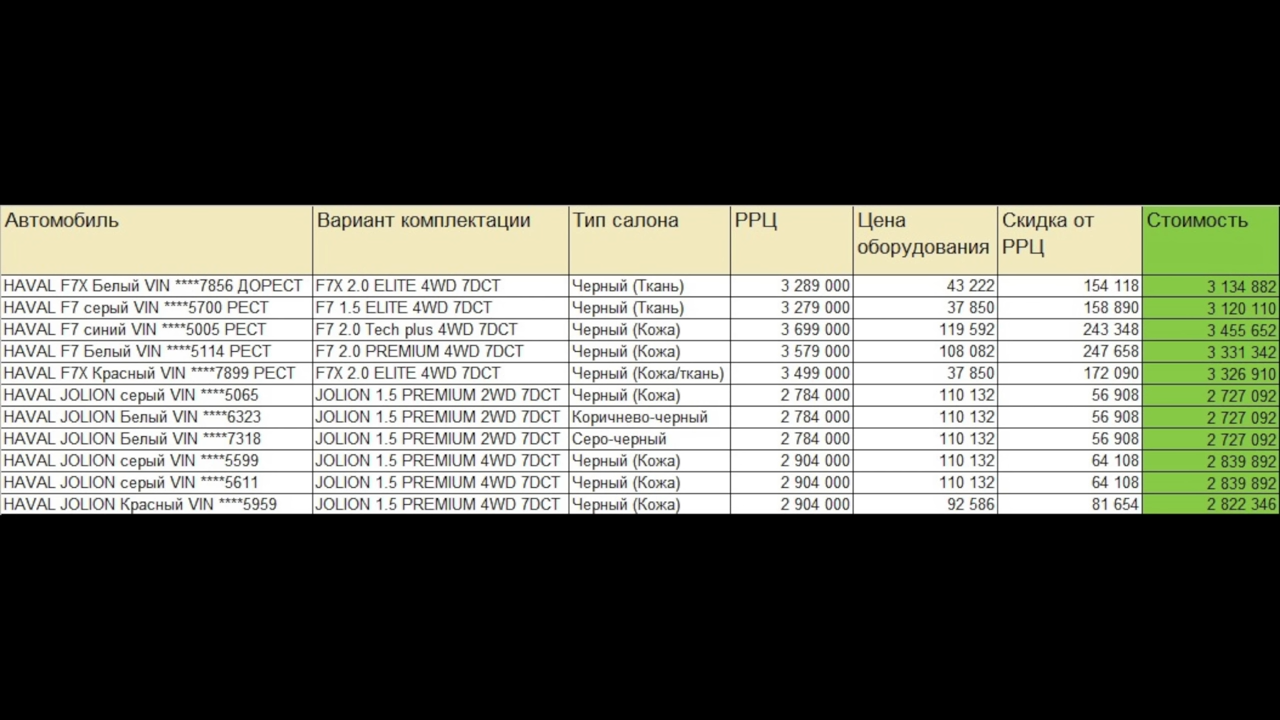 Автомобиль Вариант комплектации Тип салона РРЦ Цена оборудования Скидка от РРЦ Стоимость
HAVAL F7X Белый VIN ****7856 ДОРЕСТ F7X 2.0 ELITE 4WD 7DCT Черный (Ткань) 3 289 000 43 222 154 118 3 134 882
HAVAL F7 серый VIN ****5700 РЕСТ F7 1.5 ELITE 4WD 7DCT Черный (Ткань) 3 279 000 37 850 158 890 3 120 110
HAVAL F7 синий VIN ****5005 РЕСТ F7 2.0 Tech plus 4WD 7DCT Черный (Кожа) 3 699 000 119 592 243 348 3 455 652
HAVAL F7 Белый VIN ****5114 РЕСТ F7 2.0 PREMIUM 4WD 7DCT Черный (Кожа) 3 579 000 108 082 247 658 3 331 342
HAVAL F7X Красный VIN ****7899 РЕСТ F7X 2.0 ELITE 4WD 7DCT Черный (Кожа/ткань) 3 499 000 37 850 172 090 3 326 910
HAVAL JOLION серый VIN ****5065 JOLION 1.5 PREMIUM 2WD 7DCT Черный (Кожа) 2 784 000 110 132 56 908 2 727 092
HAVAL JOLION Белый VIN ****6323 JOLION 1.5 PREMIUM 2WD 7DCT Коричнево-черный 2 784 000 110 132 56 908 2 727 092
HAVAL JOLION Белый VIN ****7318 JOLION 1.5 PREMIUM 2WD 7DCT Серо-черный 2 784 000 110 132 56 908 2 727 092
HAVAL JOLION серый VIN ****5599 JOLION 1.5 PREMIUM 4WD 7DCT Черный (Кожа) 2 904 000 110 132 64 108 2 839 892
HAVAL JOLION серый VIN ****5611 JOLION 1.5 PREMIUM 4WD 7DCT Черный (Кожа) 2 904 000 110 132 64 108 2 839 892
HAVAL JOLION Красный VIN ****5959 JOLION 1.5 PREMIUM 4WD 7DCT Черный (Кожа) 2 904 000 92 586 81 654 2 822 346